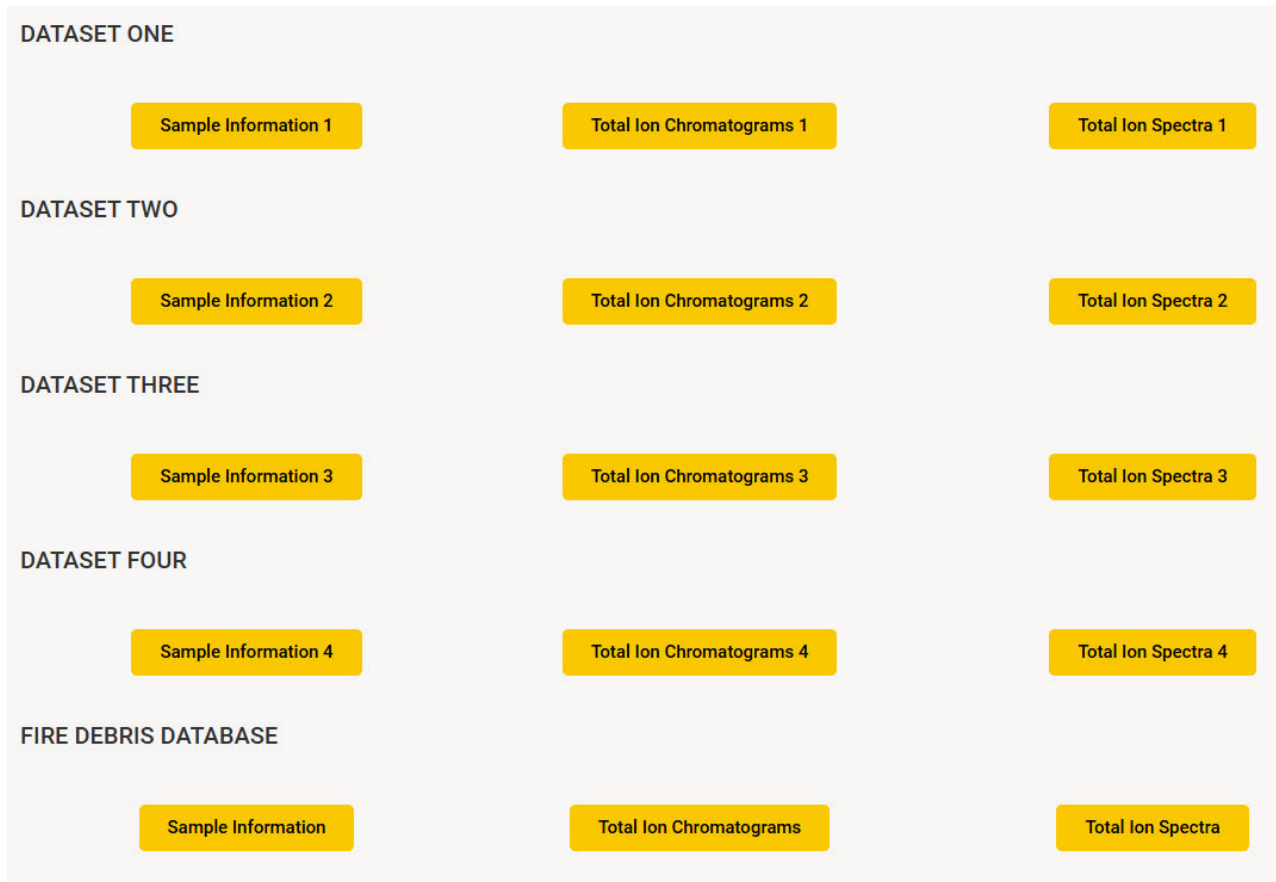 DATASET ONE
Sample Information 1 Total Ion Chromatograms 1 Total Ion Spectra 1
DATASET TWO
Sample Information 2 Total Ion Chromatograms 2 Total Ion Spectra 2
DATASET THREE
Sample Information 3 Total Ion Chromatograms 3 Total Ion Spectra 3
DATASET FOUR
Sample Information 4 Total Ion Chromatograms 4 Total Ion Spectra 4
FIRE DEBRIS DATABASE
Sample Information Total Ion Chromatograms Total Ion Spectra